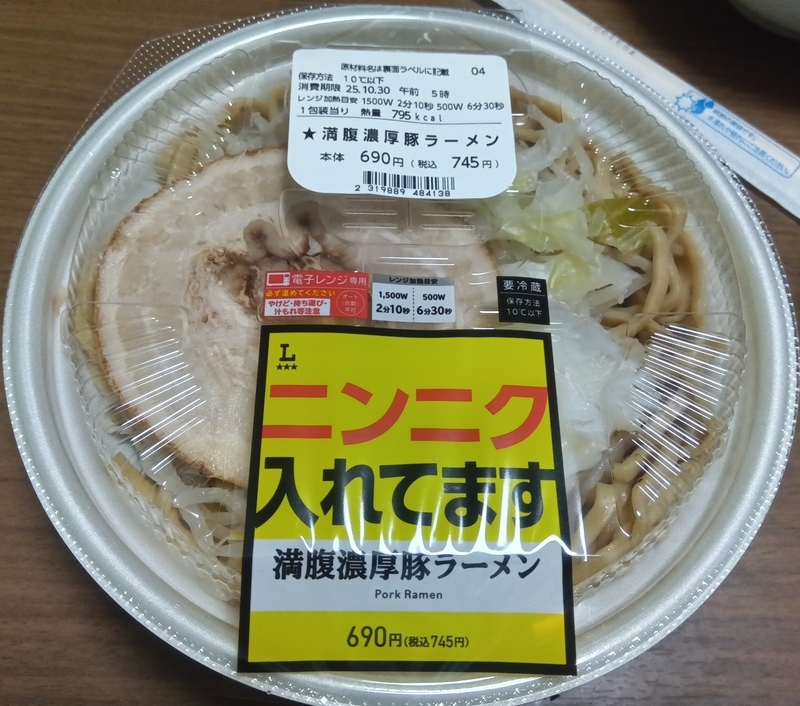 原材料名は裏面ラベルに記載 04
保存方法 10℃以下
消費期限 25.10.30 午前 5時
レンジ加熱目安 1500W 2分10秒 500W 6分30秒
1包装当り 熱量 795kcal
★満腹濃厚豚ラーメン
本体 690円(税込 745円)
2 319889 484138
電子レンジ専用
必ず温めてください
やけど・持ち運び・
汁もれ等注意
オート
(自動)
不可
レンジ加熱目安
1,500W 500W
2分10秒 6分30秒
要冷蔵
保存方法
10℃以下
L
★★★
ニンニク
入れてます
満腹濃厚豚ラーメン
Pork Ramen
690円(税込745円)